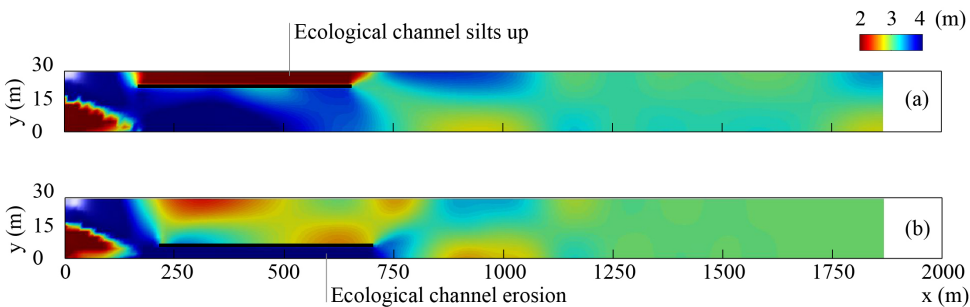 2 3 4 (m)
Ecological channel silts up
30
15
0
y (m)
(a)
30
15
0
y (m)
(b)
0 250 500 750 1000 1250 1500 1750 2000
Ecological channel erosion
x (m)